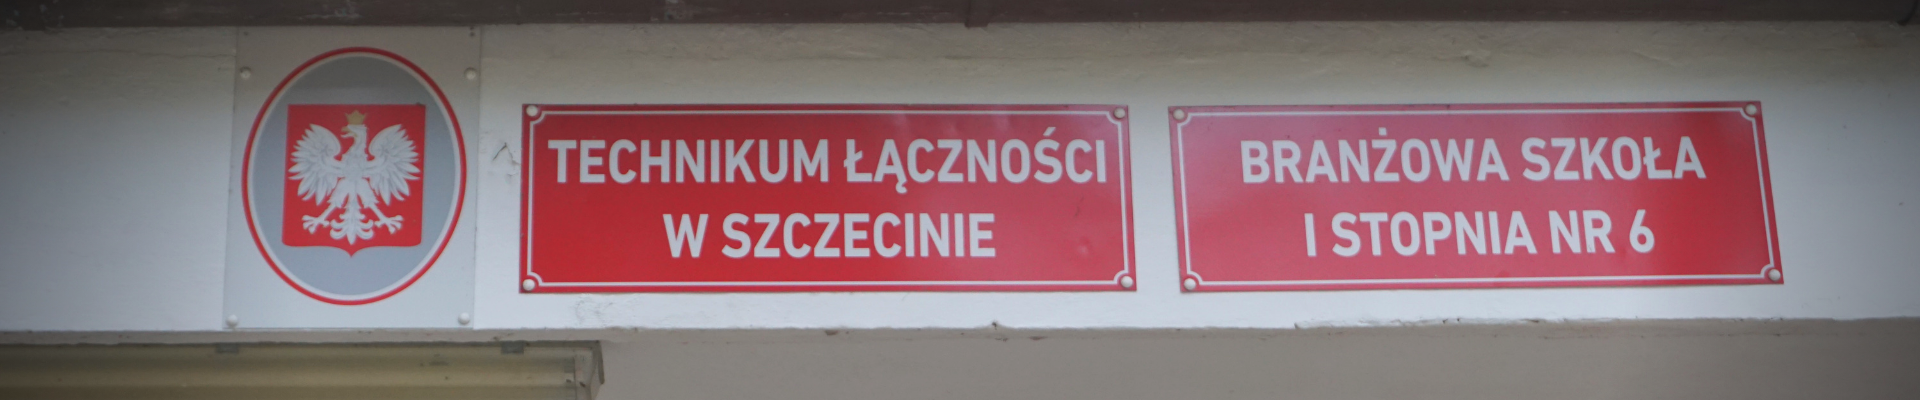 TECHNIKUM ŁĄCZNOŚCI
W SZCZECINIE
BRANŻOWA SZKOŁA
I STOPNIA NR 6